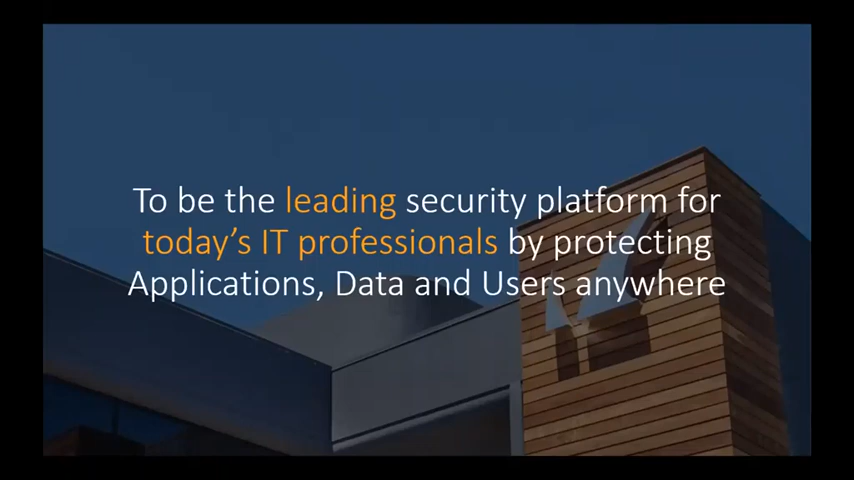 To be the leading security platform for
today's IT professionals by protecting
Applications, Data and Users anywhere